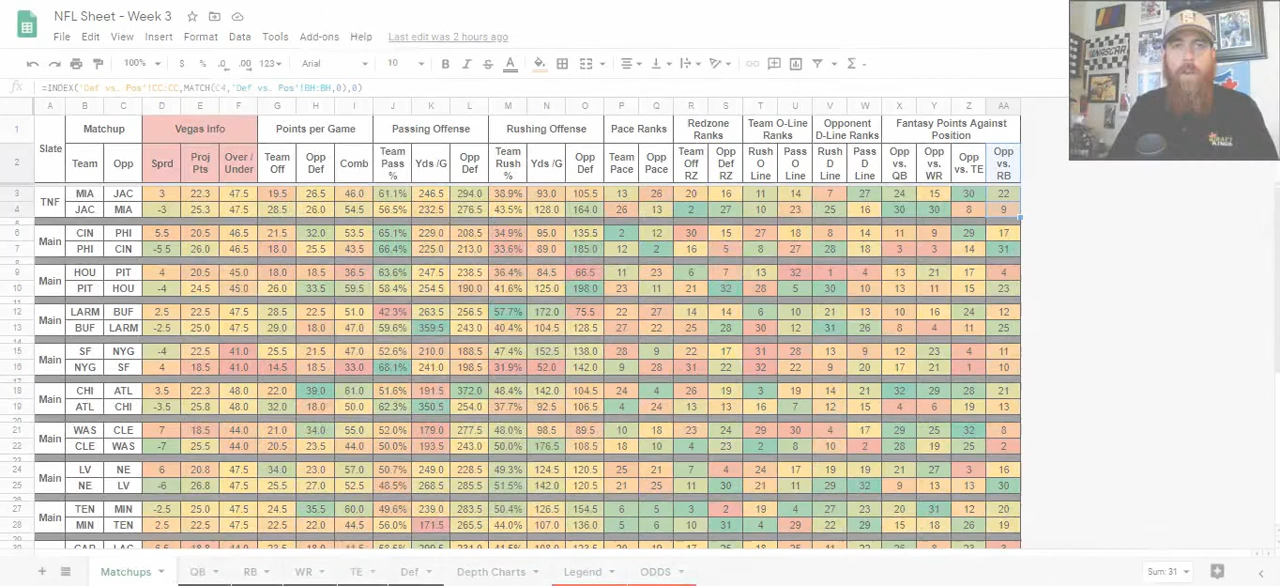 NFL Sheet - Week 3
File Edit View Insert Format Data Tools Add-ons Help Last edit was 2 hours ago
100% $ % .0 .00 123 Arial 10 B I S A
fx =INDEX('Def vs. Pos'!CC:CC,MATCH(C4,'Def vs. Pos'!BH:BH,0),0)
A B C D E F G H I J K L M N O P Q R S T U V W X Y Z AA
1 Slate Matchup Vegas Info Points per Game Passing Offense Rushing Offense Pace Ranks Redzone Ranks Team O-Line Ranks Opponent D-Line Ranks Fantasy Points Against Position
2 Team Opp Sprd Proj Pts Over / Under Team Off Opp Def Comb Team Pass % Yds /G Opp Def Team Rush % Yds /G Opp Def Team Pace Opp Pace Team Off RZ Opp Def RZ Rush O Line Pass O Line Rush D Line Pass D Line Opp vs. QB Opp vs. WR Opp vs. TE Opp vs. RB
3 TNF MIA JAC 3 22.3 47.5 19.5 26.5 46.0 61.1% 246.5 294.0 38.9% 93.0 105.5 13 26 20 16 11 14 7 27 24 15 30 22
4 JAC MIA -3 25.3 47.5 28.5 26.0 54.5 56.5% 232.5 276.5 43.5% 128.0 164.0 26 13 2 27 10 23 25 16 30 30 8 9
6 Main CIN PHI 5.5 20.5 46.5 21.5 32.0 53.5 65.1% 229.0 208.5 34.9% 95.0 135.5 2 12 30 15 27 18 8 14 11 9 29 17
7 PHI CIN -5.5 26.0 46.5 18.0 25.5 43.5 66.4% 225.0 213.0 33.6% 89.0 185.0 12 2 16 5 8 27 28 18 3 3 14 31
9 Main HOU PIT 4 20.5 45.0 18.0 18.5 36.5 63.6% 247.5 238.5 36.4% 84.5 66.5 11 23 6 7 13 32 1 4 13 21 17 4
10 PIT HOU -4 24.5 45.0 26.0 33.5 59.5 58.4% 254.5 190.0 41.6% 125.0 198.0 23 11 21 32 28 5 30 10 13 11 15 23
12 Main LARM BUF 2.5 22.5 47.5 28.5 22.5 51.0 42.3% 263.5 256.5 57.7% 172.0 75.5 22 27 14 14 6 10 21 13 10 16 24 12
13 BUF LARM -2.5 25.0 47.5 29.0 18.0 47.0 59.6% 359.5 243.0 40.4% 104.5 128.5 27 22 25 28 30 12 31 26 8 4 11 25
15 Main SF NYG -4 22.5 41.0 25.5 21.5 47.0 52.6% 210.0 188.5 47.4% 152.5 138.0 28 9 22 17 31 28 13 9 12 23 4 11
16 NYG SF 4 18.5 41.0 14.5 18.5 33.0 68.1% 241.0 198.5 31.9% 52.0 142.0 9 28 31 22 32 22 9 20 17 21 1 10
18 Main CHI ATL 3.5 22.3 48.0 22.0 39.0 61.0 51.6% 191.5 372.0 48.4% 142.0 104.5 24 4 26 19 3 19 14 21 32 29 28 21
19 ATL CHI -3.5 25.8 48.0 32.0 18.0 50.0 62.3% 350.5 254.0 37.7% 92.5 106.5 4 24 13 13 16 7 12 15 4 6 19 13
21 Main WAS CLE 7 18.5 44.0 21.0 34.0 55.0 52.0% 179.0 277.5 48.0% 98.5 89.5 10 18 23 24 29 30 4 17 29 25 32 8
22 CLE WAS -7 25.5 44.0 20.5 23.5 44.0 50.0% 193.5 243.0 50.0% 176.5 105.5 18 10 4 23 2 8 10 2 28 19 25 2
24 Main LV NE 6 20.8 47.5 34.0 23.0 57.0 50.7% 249.0 228.5 49.3% 124.5 120.5 25 21 7 4 24 17 19 19 21 27 3 16
25 NE LV -6 26.8 47.5 25.5 27.0 52.5 48.5% 268.5 285.5 51.5% 142.0 120.5 21 25 11 30 21 11 29 32 9 13 13 30
27 Main TEN MIN -2.5 25.0 47.5 24.5 35.5 60.0 49.6% 239.0 283.5 50.4% 126.5 154.5 6 5 3 2 19 4 27 23 20 31 12 20
28 MIN TEN 2.5 22.5 47.5 22.5 22.0 44.5 56.0% 171.5 265.5 44.0% 107.0 136.0 5 6 10 31 4 29 22 29 15 18 26 19
+ Matchups QB RB WR TE Def Depth Charts Legend ODDS Sum: 31